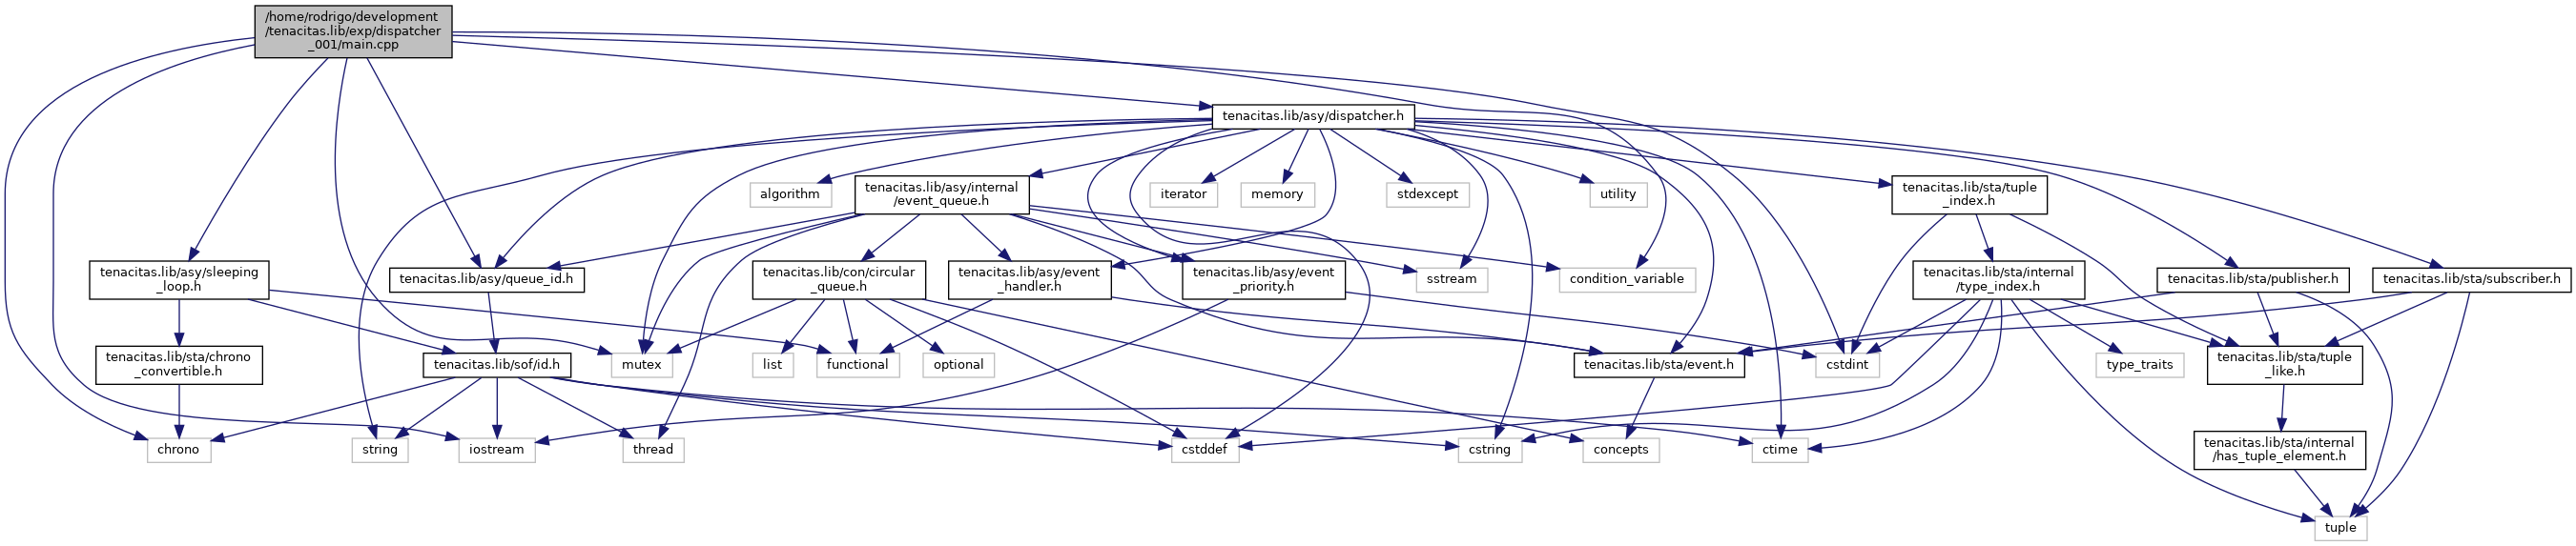 /home/rodrigo/development
/tenacitas.lib/exp/dispatcher
_001/main.cpp
tenacitas.lib/asy/dispatcher.h
algorithm
tenacitas.lib/asy/internal
/event_queue.h
iterator
memory
stdexcept
utility
tenacitas.lib/sta/tuple
_index.h
tenacitas.lib/asy/sleeping
_loop.h
tenacitas.lib/asy/queue_id.h
tenacitas.lib/con/circular
_queue.h
tenacitas.lib/asy/event
_handler.h
tenacitas.lib/asy/event
_priority.h
sstream
condition_variable
tenacitas.lib/sta/internal
/type_index.h
tenacitas.lib/sta/publisher.h
tenacitas.lib/sta/subscriber.h
tenacitas.lib/sta/chrono
_convertible.h
tenacitas.lib/sof/id.h
mutex
list
functional
optional
tenacitas.lib/sta/event.h
cstdint
type_traits
tenacitas.lib/sta/tuple
_like.h
chrono
string
iostream
thread
cstddef
cstring
concepts
ctime
tenacitas.lib/sta/internal
/has_tuple_element.h
tuple